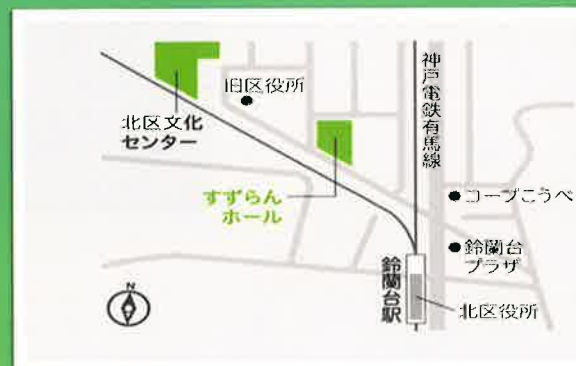 旧区役所
北区文化
センター
すずらん
ホール
神戸電鉄有馬線
コープこうべ
鈴蘭台
プラザ
鈴蘭台駅
北区役所
N